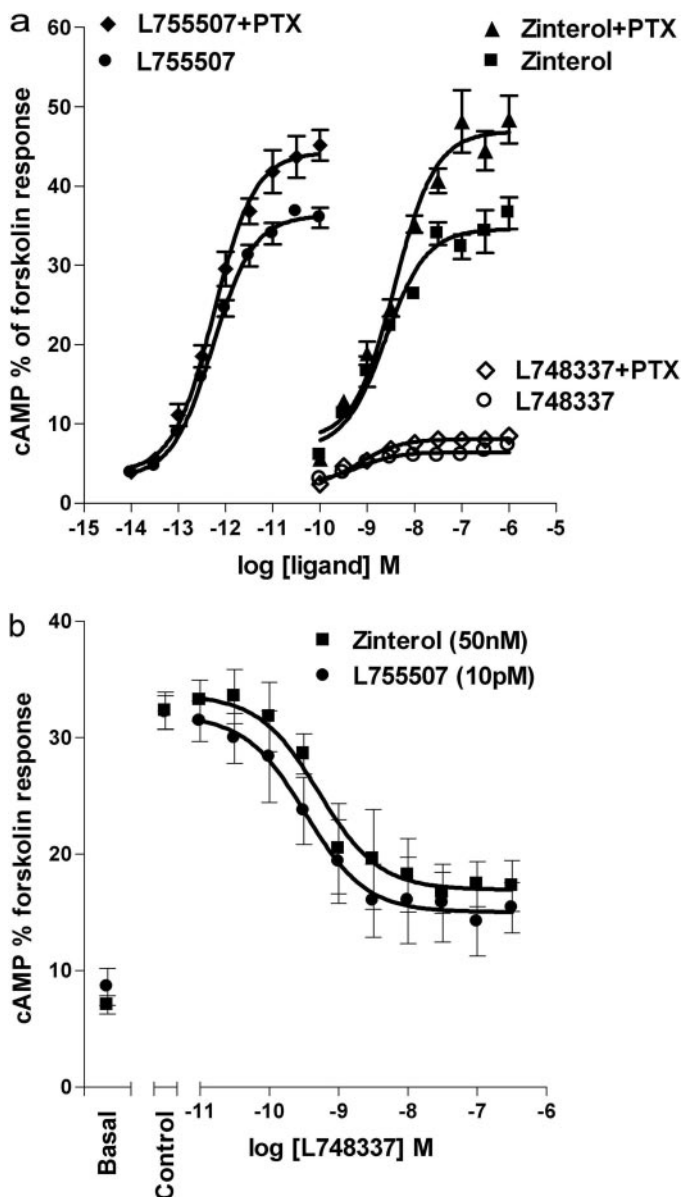 a
L755507+PTX
L755507
Zinterol+PTX
Zinterol
60
50
40
30
20
10
0
cAMP % of forskolin response
L748337+PTX
L748337
-15 -14 -13 -12 -11 -10 -9 -8 -7 -6 -5
log [ligand] M
b
Zinterol (50nM)
L755507 (10pM)
40
30
20
10
0
cAMP % forskolin response
Basal
Control
-11 -10 -9 -8 -7 -6
log [L748337] M